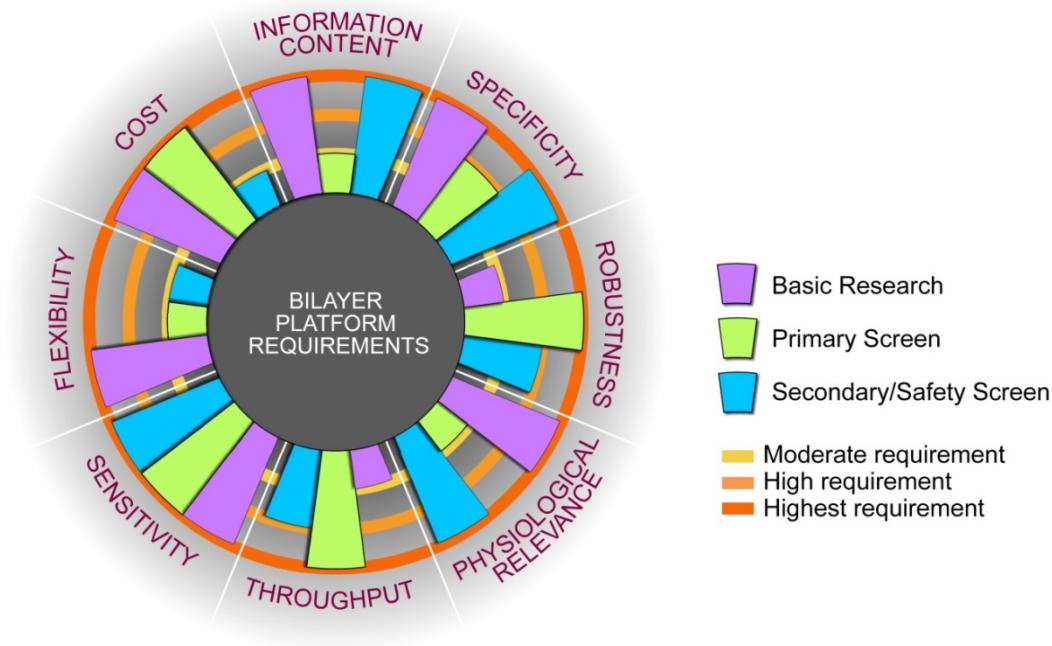 INFORMATION
CONTENT
SPECIFICITY
ROBUSTNESS
PHYSIOLOGICAL
RELEVANCE
THROUGHPUT
SENSITIVITY
FLEXIBILITY
COST
BILAYER
PLATFORM
REQUIREMENTS
Basic Research
Primary Screen
Secondary/Safety Screen
Moderate requirement
High requirement
Highest requirement